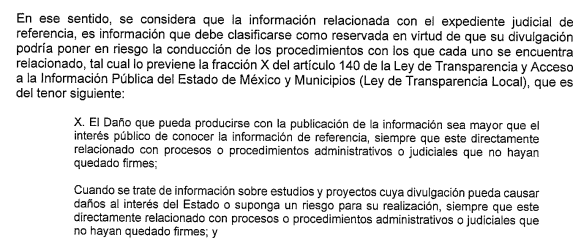 En ese sentido, se considera que la información relacionada con el expediente judicial de
referencia, es información que debe clasificarse como reservada en virtud de que su divulgación
podría poner en riesgo la conducción de los procedimientos con los que cada uno se encuentra
relacionado, tal cual lo previene la fracción X del artículo 140 de la Ley de Transparencia y Acceso
a la Información Pública del Estado de México y Municipios (Ley de Transparencia Local), que es
del tenor siguiente:
X. El Daño que pueda producirse con la publicación de la información sea mayor que el
interés público de conocer la información de referencia, siempre que este directamente
relacionado con procesos o procedimientos administrativos o judiciales que no hayan
quedado firmes;
Cuando se trate de información sobre estudios y proyectos cuya divulgación pueda causar
daños al interés del Estado o suponga un riesgo para su realización, siempre que este
directamente relacionado con procesos o procedimientos administrativos o judiciales que
no hayan quedado firmes; y